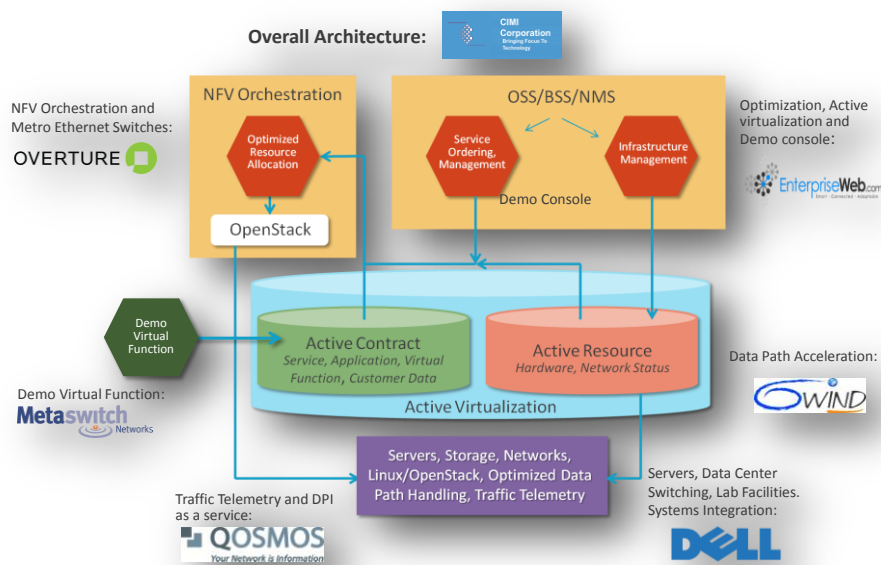 Overall Architecture:
CIMI
Corporation
Bringing Focus To
Technology
NFV Orchestration and
Metro Ethernet Switches:
OVERTURE
NFV Orchestration
Optimized
Resource
Allocation
OpenStack
OSS/BSS/NMS
Service
Ordering,
Management
Infrastructure
Management
Demo Console
Optimization, Active
virtualization and
Demo console:
EnterpriseWeb.com
Smart · Connected · Adaptable
Demo
Virtual
Function
Active Contract
Service, Application, Virtual
Function, Customer Data
Active Resource
Hardware, Network Status
Active Virtualization
Demo Virtual Function:
Metaswitch
Networks
Data Path Acceleration:
6WIND
Servers, Storage, Networks,
Linux/OpenStack, Optimized Data
Path Handling, Traffic Telemetry
Traffic Telemetry and DPI
as a service:
QOSMOS
Your Network is Information
Servers, Data Center
Switching, Lab Facilities.
Systems Integration:
DELL